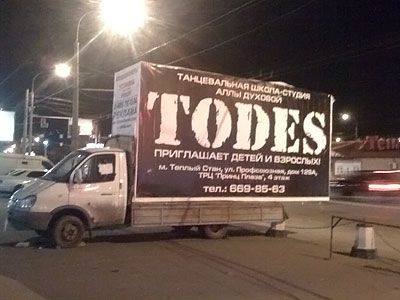 ТАНЦЕВАЛЬНАЯ ШКОЛА-СТУДИЯ
АЛЛЫ ДУХОВОЙ
TODES
ПРИГЛАШАЕТ ДЕТЕЙ И ВЗРОСЛЫХ!
м. Теплый Стан, ул. Профсоюзная, дом 129А,
ТРЦ "Принц Плаза", 4 этаж
тел.: 669-85-63